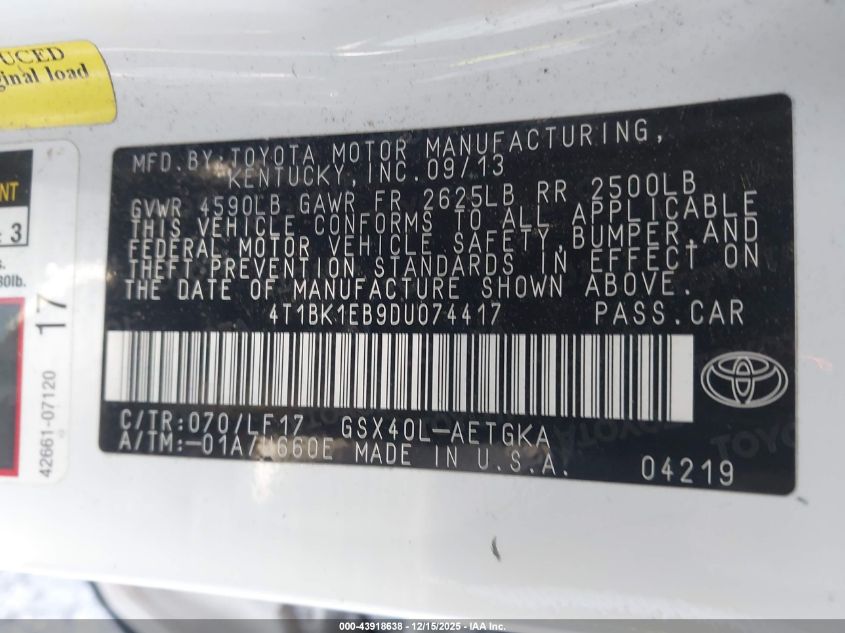 UCED
ginal load
NT
3
s.
80lb.
17
42661-07120
MFD.BY:TOYOTA MOTOR MANUFACTURING,
KENTUCKY,INC.09/13
GVWR 4590LB GAWR FR 2625LB RR 2500LB
THIS VEHICLE CONFORMS TO ALL APPLICABLE
FEDERAL MOTOR VEHICLE SAFETY,BUMPER,AND
THEFT PREVENTION STANDARDS IN EFFECT ON
THE DATE OF MANUFACTURE SHOWN ABOVE.
4T1BK1EB9DU074417 PASS.CAR
C/TR:070/LF17 GSX40L-AETGKA
A/TM:-01A/U660E MADE IN U.S.A. 04219
000-43918638 - 12/15/2025 - IAA Inc.